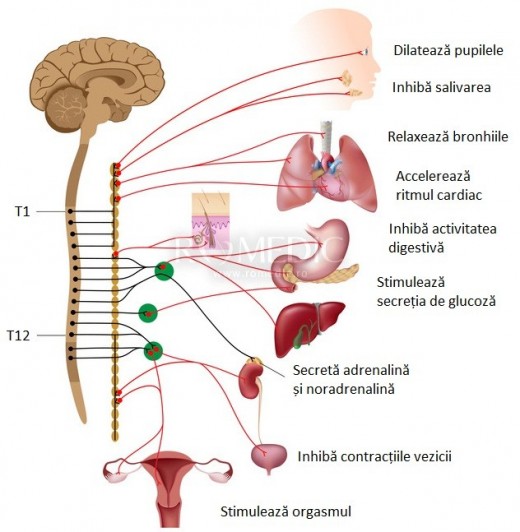 Dilatează pupilele
Inhibă salivarea
Relaxează bronhiile
Accelerează
ritmul cardiac
T1
Inhibă activitatea
digestivă
ROMEDIC
Stimulează
secreția de glucoză
T12
Secretă adrenalină
și noradrenalină
Inhibă contracțiile vezicii
Stimulează orgasmul